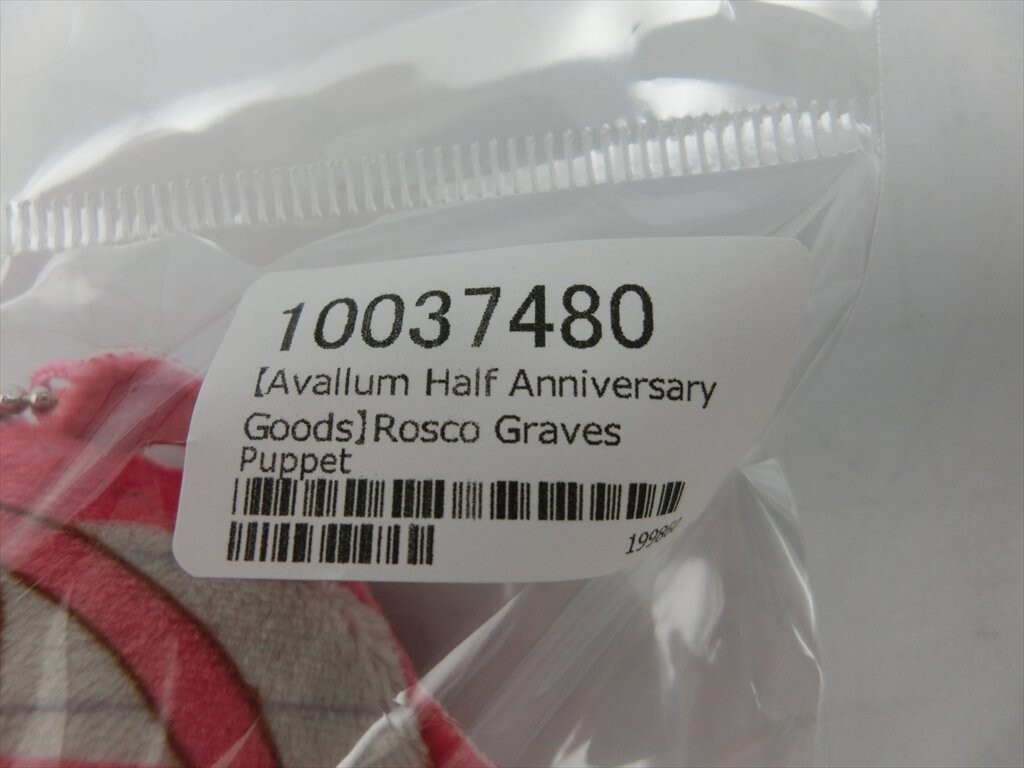 10037480
【Avallum Half Anniversary
Goods】Rosco Graves
Puppet